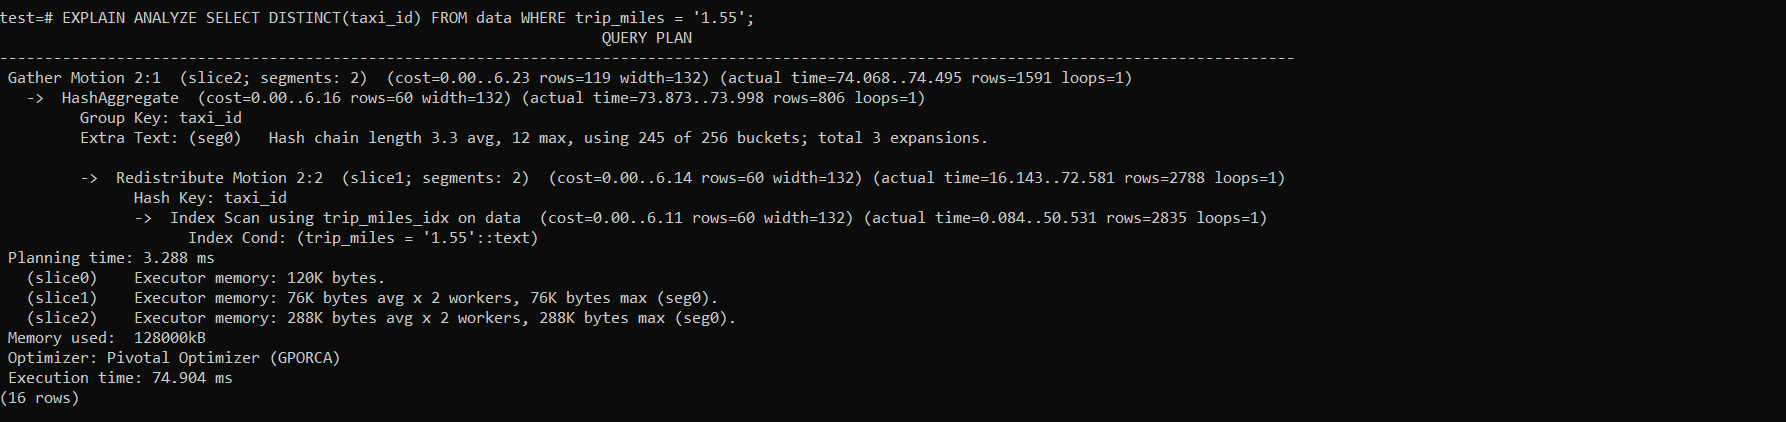 test=# EXPLAIN ANALYZE SELECT DISTINCT(taxi_id) FROM data WHERE trip_miles = '1.55';
QUERY PLAN
------------------------------------------------------------------------------------------------------------------------------------------------
Gather Motion 2:1  (slice2; segments: 2)  (cost=0.00..6.23 rows=119 width=132) (actual time=74.068..74.495 rows=1591 loops=1)
->  HashAggregate  (cost=0.00..6.16 rows=60 width=132) (actual time=73.873..73.998 rows=806 loops=1)
Group Key: taxi_id
Extra Text: (seg0)   Hash chain length 3.3 avg, 12 max, using 245 of 256 buckets; total 3 expansions.
->  Redistribute Motion 2:2  (slice1; segments: 2)  (cost=0.00..6.14 rows=60 width=132) (actual time=16.143..72.581 rows=2788 loops=1)
Hash Key: taxi_id
->  Index Scan using trip_miles_idx on data  (cost=0.00..6.11 rows=60 width=132) (actual time=0.084..50.531 rows=2835 loops=1)
Index Cond: (trip_miles = '1.55'::text)
Planning time: 3.288 ms
(slice0)    Executor memory: 120K bytes.
(slice1)    Executor memory: 76K bytes avg x 2 workers, 76K bytes max (seg0).
(slice2)    Executor memory: 288K bytes avg x 2 workers, 288K bytes max (seg0).
Memory used:  128000kB
Optimizer: Pivotal Optimizer (GPORCA)
Execution time: 74.904 ms
(16 rows)